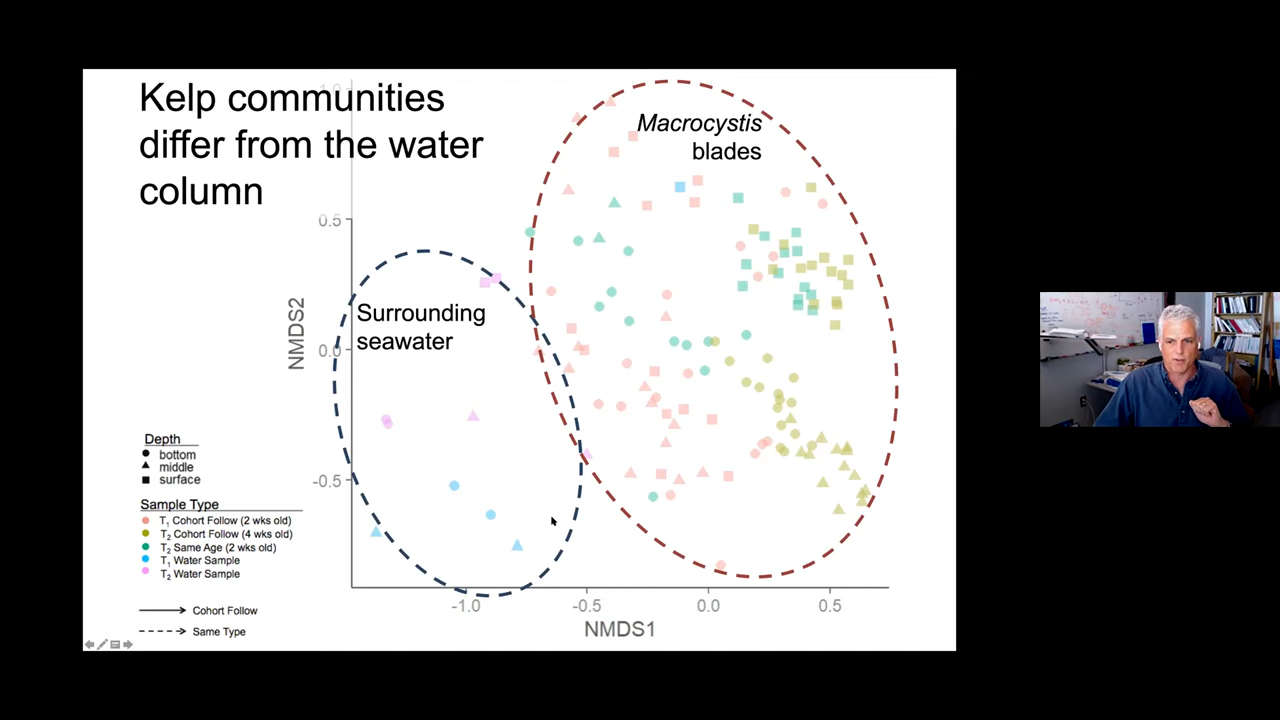 Kelp communities
differ from the water
column
Macrocystis
blades
Surrounding
seawater
1.0
0.5
0.0
-0.5
NMDS2
-1.0
-0.5
0.0
0.5
NMDS1
Depth
bottom
middle
surface
Sample Type
T1 Cohort Follow (2 wks old)
T2 Cohort Follow (4 wks old)
T2 Same Age (2 wks old)
T1 Water Sample
T2 Water Sample
Cohort Follow
Same Type